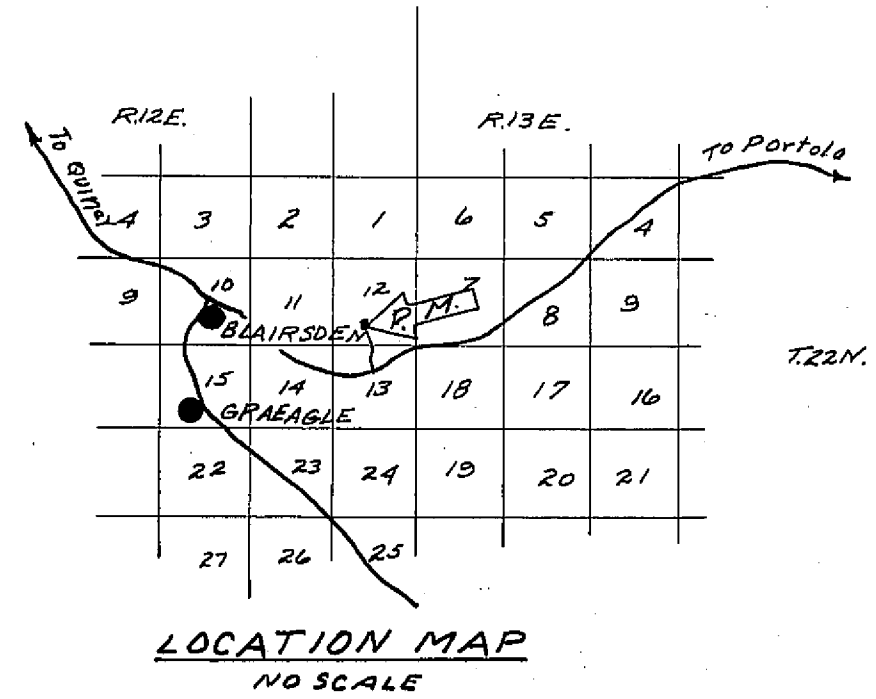 R.12E. R.13E.
To Quincy
To Portola
4 3 2 1 6 5 4
9 10 11 12 7 8 9
P. M.
BLAIRSDEN
T.22N.
15 14 13 18 17 16
GRAEAGLE
22 23 24 19 20 21
27 26 25
LOCATION MAP
NO SCALE